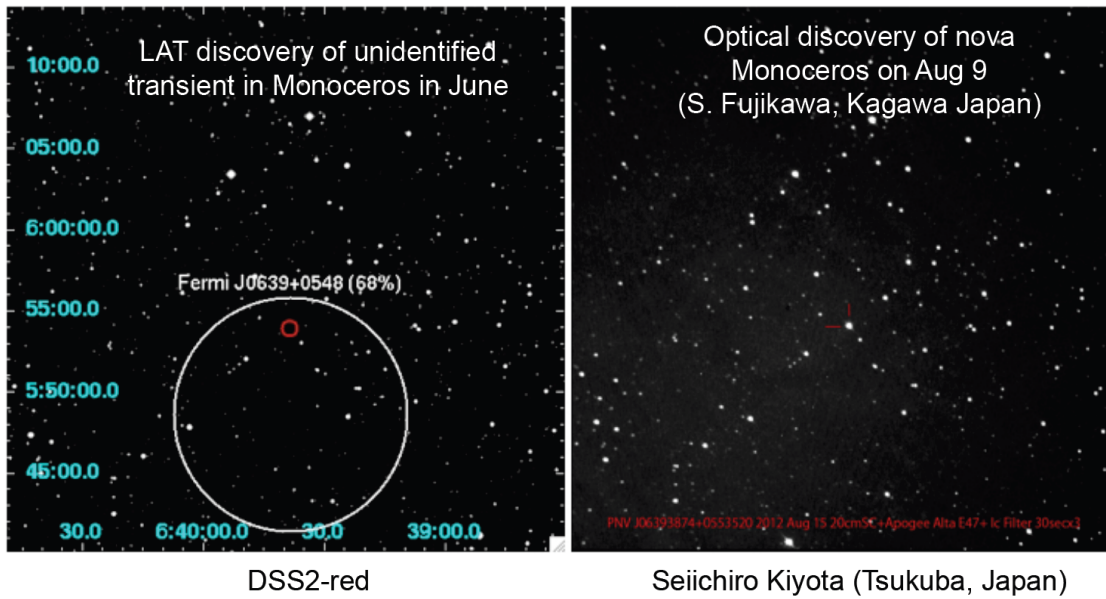 LAT discovery of unidentified
transient in Monoceros in June
10:00.0
05:00.0
6:00:00.0
Fermi J0639+0548 (68%)
55:00.0
5:50:00.0
45:00.0
30.0 6:40:00.0 30.0 39:00.0
DSS2-red
Optical discovery of nova
Monoceros on Aug 9
(S. Fujikawa, Kagawa Japan)
PNV J06393874+0553520 2012 Aug 15 20cmSC+Apogee Alta E47+ Ic Filter 30secx3
Seiichiro Kiyota (Tsukuba, Japan)